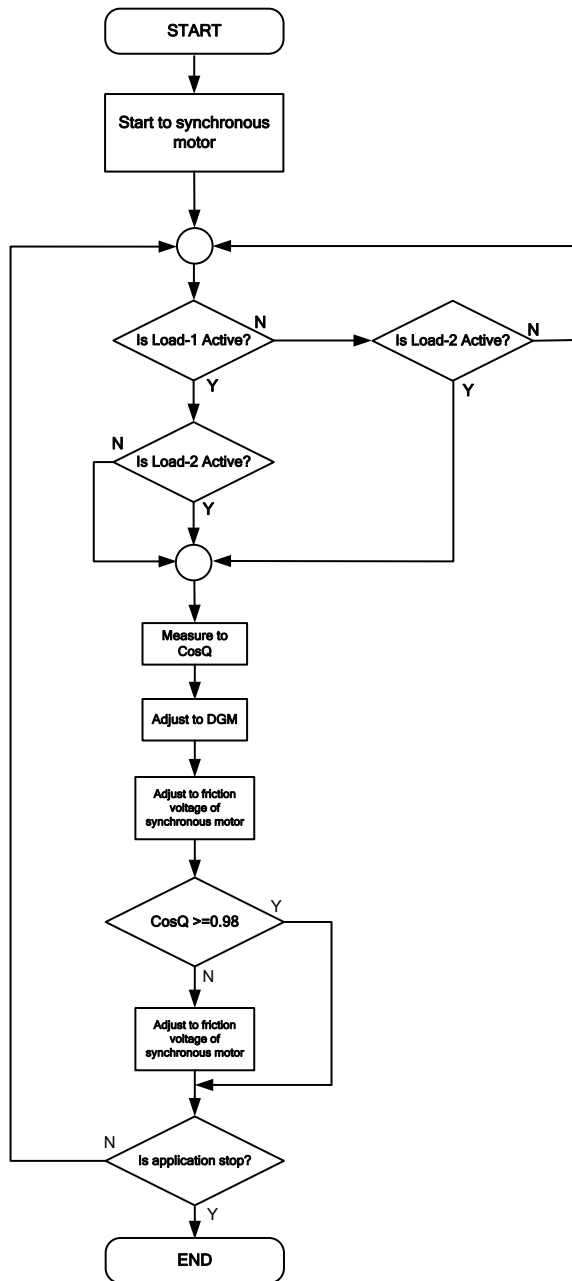 START
Start to synchronous
motor
Is Load-1 Active?
N
Is Load-2 Active?
N
Y
Y
N
Is Load-2 Active?
Y
Measure to
CosQ
Adjust to DGM
Adjust to friction
voltage of
synchronous motor
CosQ >=0.98
Y
N
Adjust to friction
voltage of
synchronous motor
N
Is application stop?
Y
END